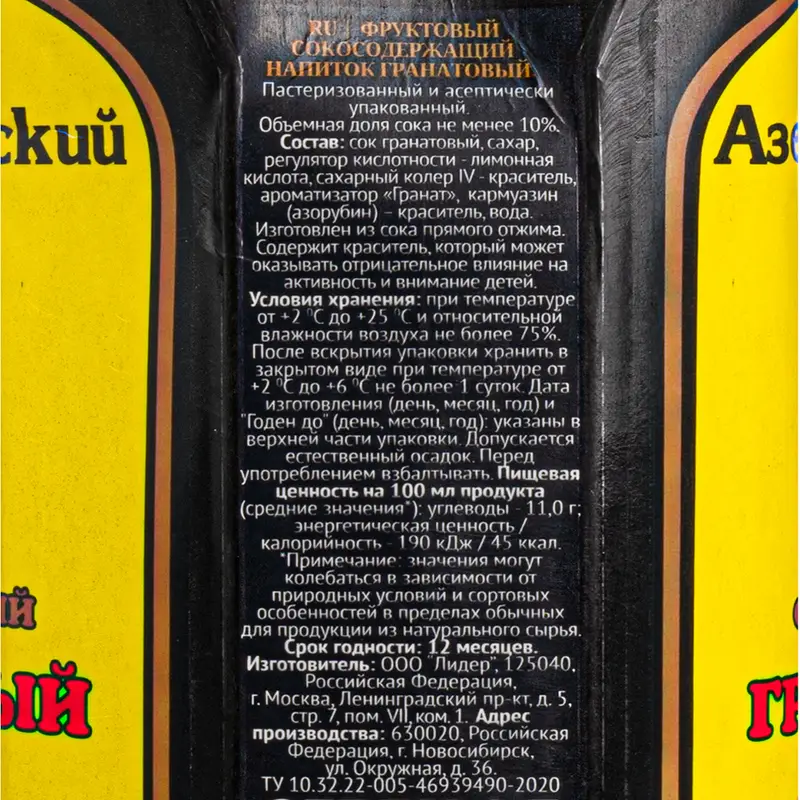 RU ФРУКТОВЫЙ
СОКОСОДЕРЖАЩИЙ
НАПИТОК ГРАНАТОВЫЙ.
Пастеризованный и асептически
упакованный.
Объемная доля сока не менее 10%.
Состав: сок гранатовый, сахар,
регулятор кислотности - лимонная
кислота, сахарный колер IV - краситель,
ароматизатор «Гранат», кармуазин
(азорубин) – краситель, вода.
Изготовлен из сока прямого отжима.
Содержит краситель, который может
оказывать отрицательное влияние на
активность и внимание детей.
Условия хранения: при температуре
от +2 °С до +25 °С и относительной
влажности воздуха не более 75%.
После вскрытия упаковки хранить в
закрытом виде при температуре от
+2 °С до +6 °С не более 1 суток. Дата
изготовления (день, месяц, год) и
"Годен до" (день, месяц, год): указаны в
верхней части упаковки. Допускается
естественный осадок. Перед
употреблением взбалтывать. Пищевая
ценность на 100 мл продукта
(средние значения*): углеводы - 11,0 г;
энергетическая ценность /
калорийность - 190 кДж / 45 ккал.
*Примечание: значения могут
колебаться в зависимости от
природных условий и сортовых
особенностей в пределах обычных
для продукции из натурального сырья.
Срок годности: 12 месяцев.
Изготовитель: ООО "Лидер", 125040,
Российская Федерация,
г. Москва, Ленинградский пр-кт, д. 5,
стр. 7, пом. VII, ком. 1. Адрес
производства: 630020, Российская
Федерация, г. Новосибирск,
ул. Окружная, д. 36.
ТУ 10.32.22-005-46939490-2020
ский
ый
ый
Аз
гр